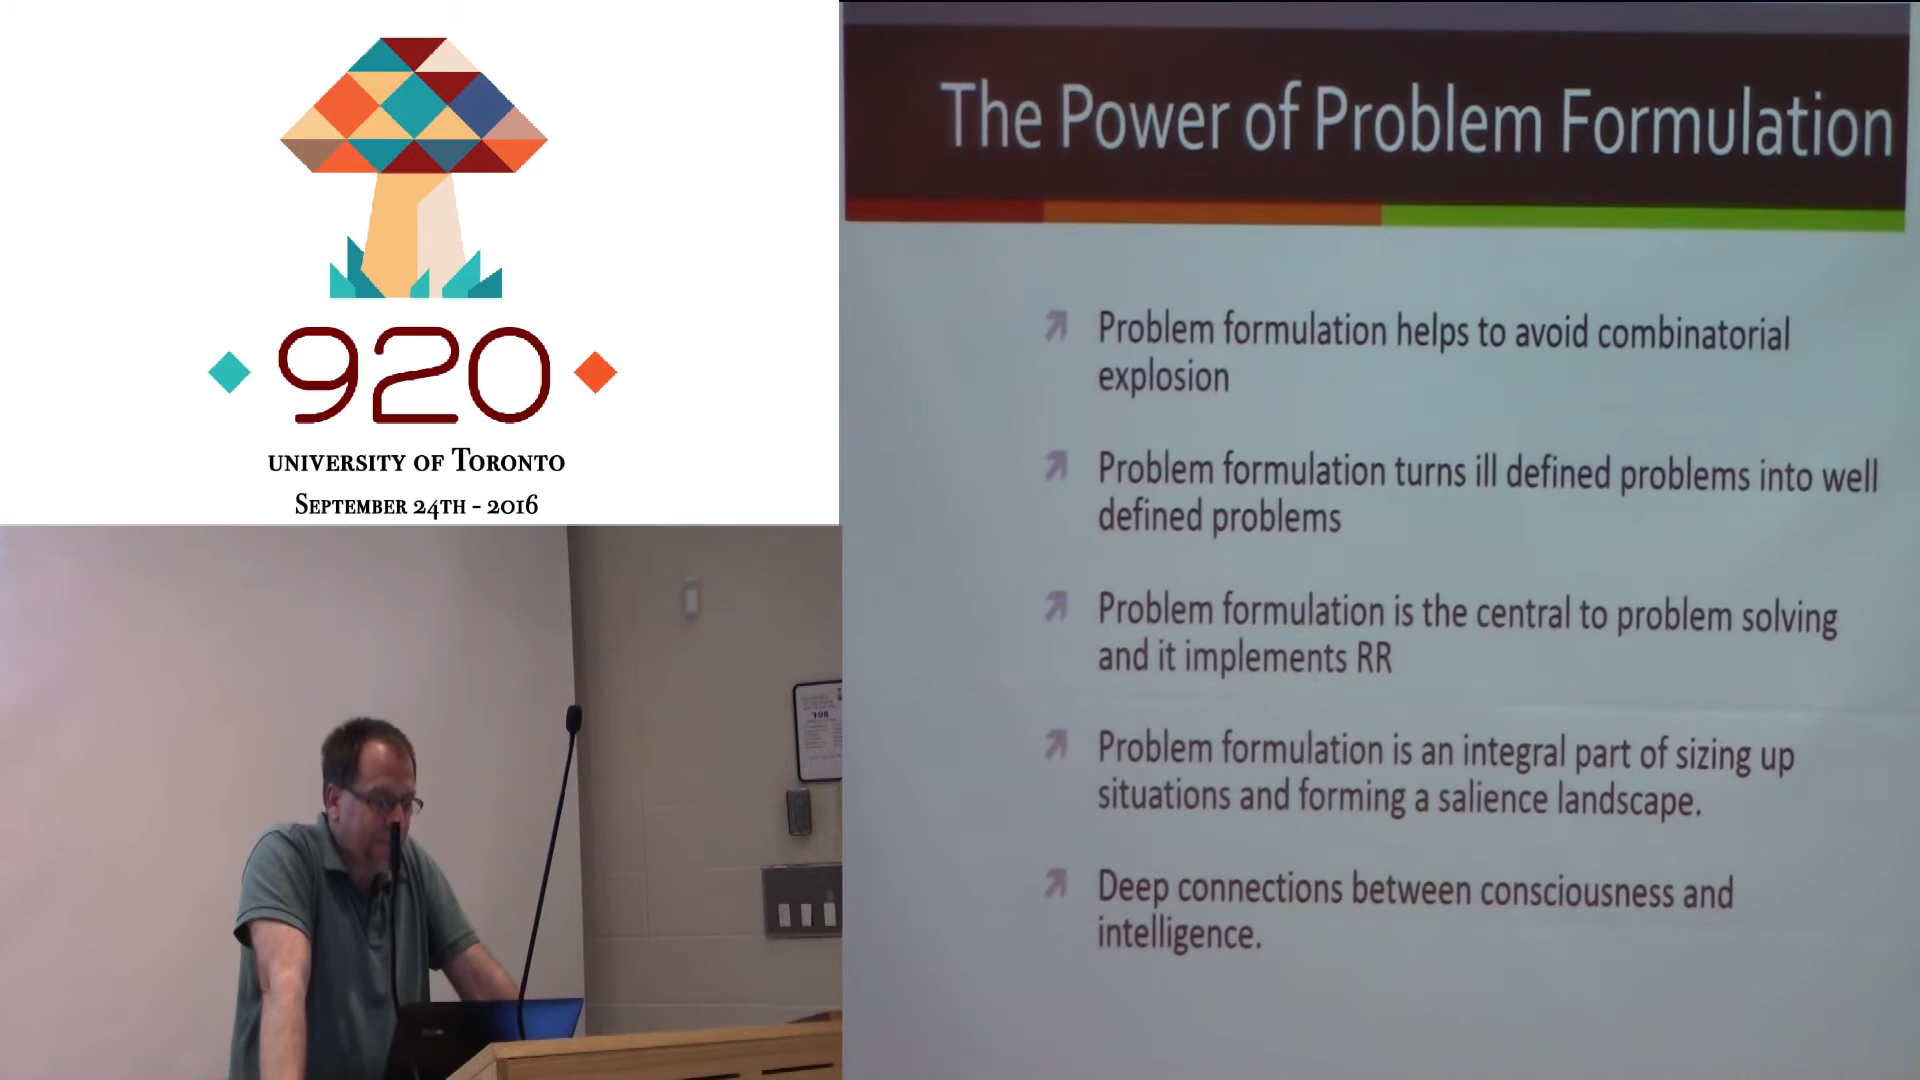 920
UNIVERSITY OF TORONTO
SEPTEMBER 24TH - 2016
The Power of Problem Formulation
Problem formulation helps to avoid combinatorial
explosion
Problem formulation turns ill defined problems into well
defined problems
Problem formulation is the central to problem solving
and it implements RR
Problem formulation is an integral part of sizing up
situations and forming a salience landscape.
Deep connections between consciousness and
intelligence.